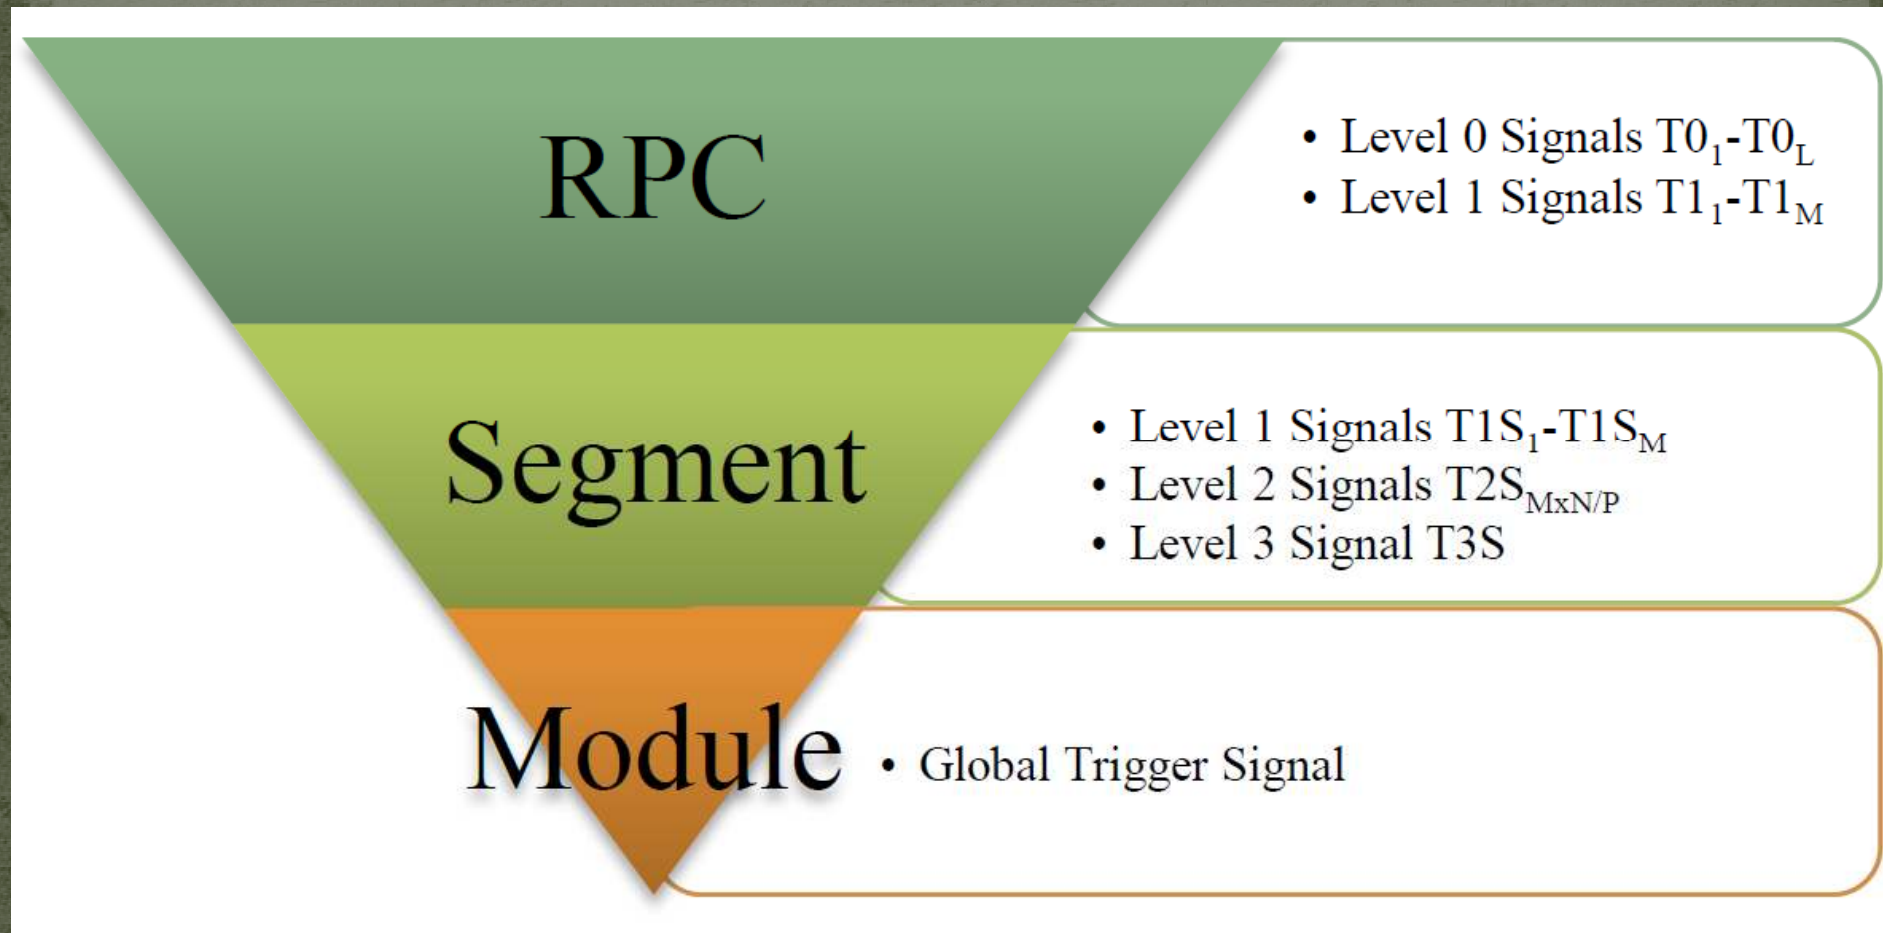 RPC
• Level 0 Signals T0₁-T0L
• Level 1 Signals T1₁-T1M
Segment
• Level 1 Signals T1S₁-T1SM
• Level 2 Signals T2SMxN/P
• Level 3 Signal T3S
Module
• Global Trigger Signal